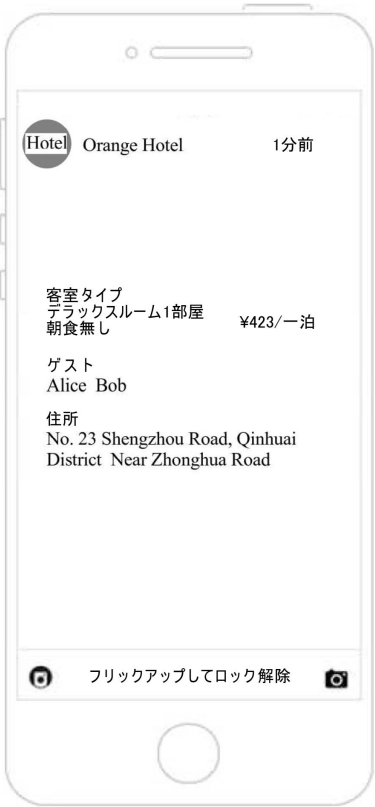 Hotel Orange Hotel 1分前
客室タイプ
デラックスルーム1部屋
朝食無し ¥423/一泊
ゲスト
Alice Bob
住所
No. 23 Shengzhou Road, Qinhuai
District Near Zhonghua Road
フリックアップしてロック解除